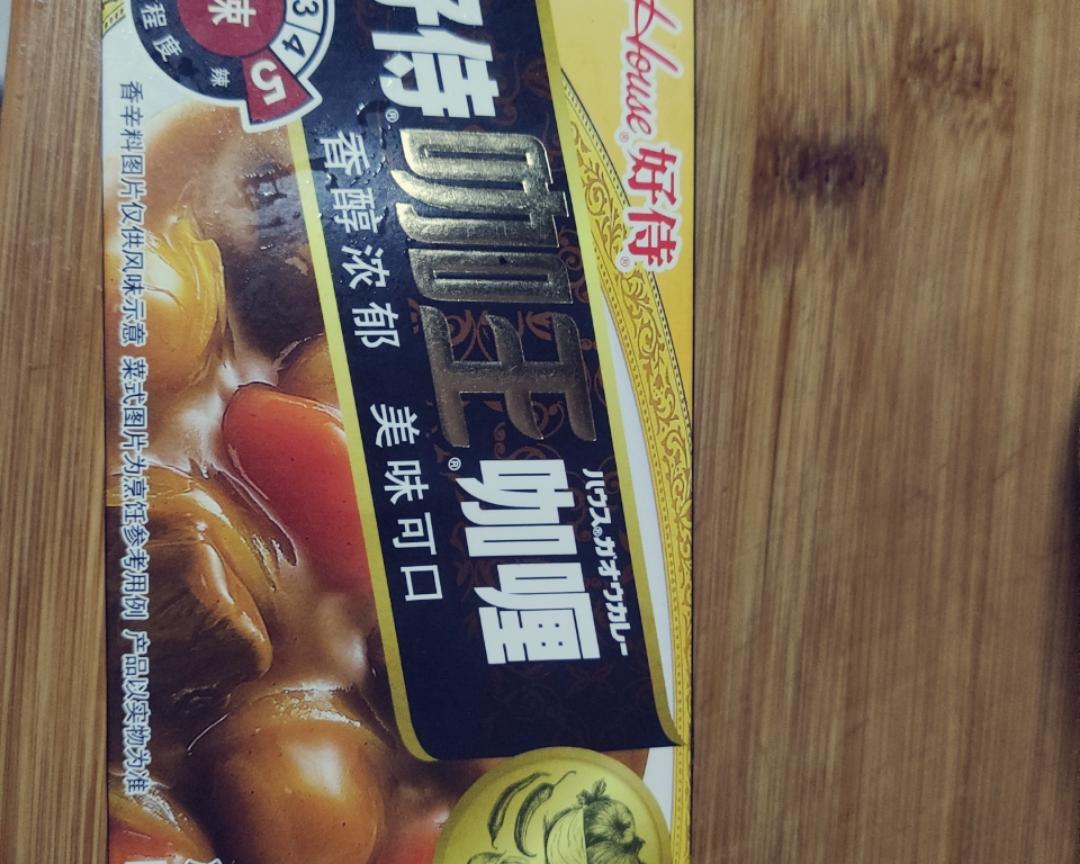 House® 好侍®
ハウス®ガオウカレー
好侍®咖王®咖喱
香醇浓郁 美味可口
辣
3 4 5
程度 辣
香辛料图片仅供风味示意 菜式图片为烹饪参考用例 产品以实物为准